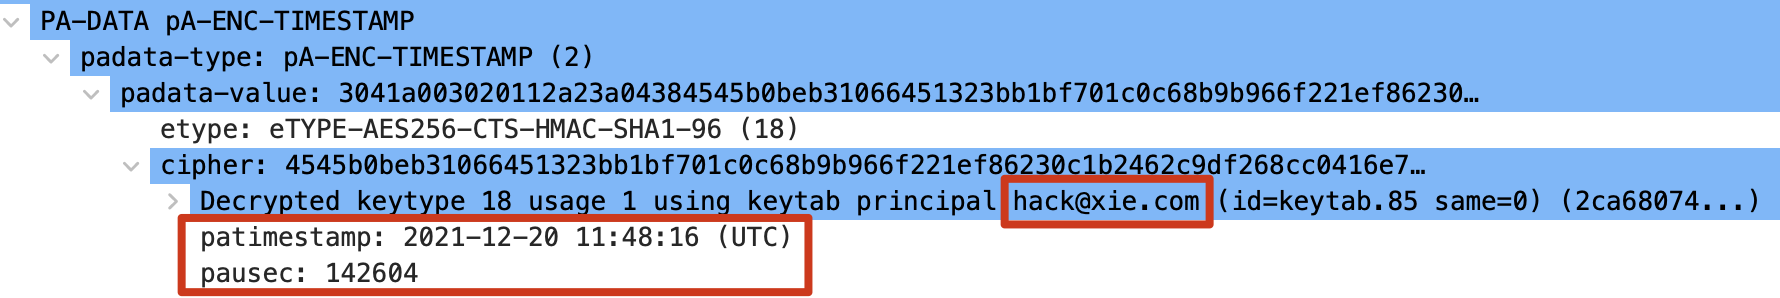 PA-DATA pA-ENC-TIMESTAMP
padata-type: pA-ENC-TIMESTAMP (2)
padata-value: 3041a003020112a23a04384545b0beb31066451323bb1bf701c0c68b9b966f221ef86230…
etype: eTYPE-AES256-CTS-HMAC-SHA1-96 (18)
cipher: 4545b0beb31066451323bb1bf701c0c68b9b966f221ef86230c1b2462c9df268cc0416e7…
Decrypted keytype 18 usage 1 using keytab principal hack@xie.com (id=keytab.85 same=0) (2ca68074...)
patimestamp: 2021-12-20 11:48:16 (UTC)
pausec: 142604